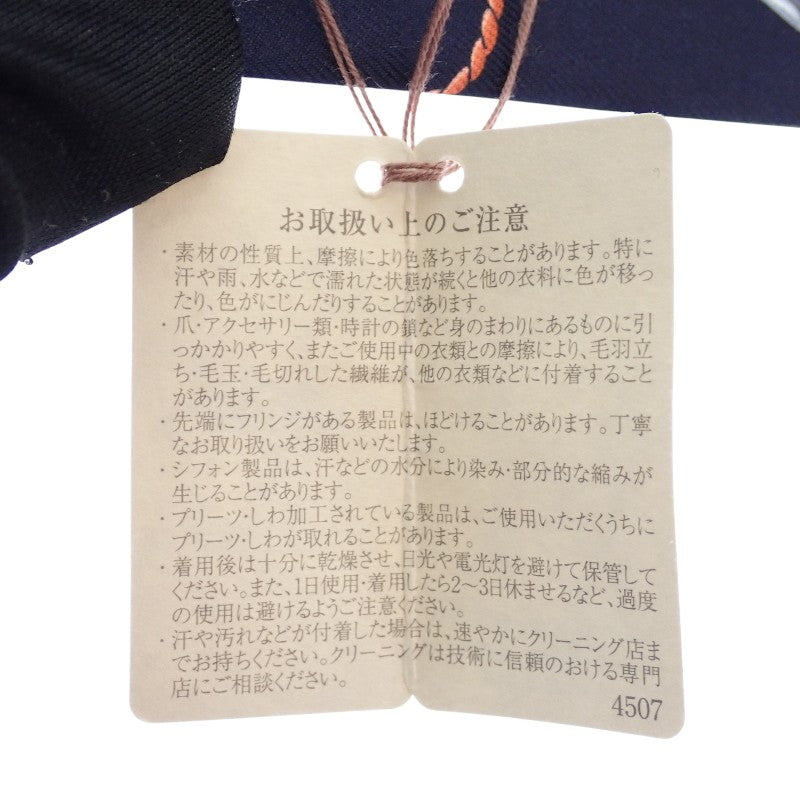 お取扱い上のご注意
・素材の性質上、摩擦により色落ちすることがあります。特に
汗や雨、水などで濡れた状態が続くと他の衣料に色が移っ
たり、色がにじんだりすることがあります。
・爪・アクセサリー類・時計の鎖など身のまわりにあるものに引
っかかりやすく、またご使用中の衣類との摩擦により、毛羽立
ち・毛玉・毛切れした繊維が、他の衣類などに付着すること
があります。
・先端にフリンジがある製品は、ほどけることがあります。丁寧
なお取り扱いをお願いいたします。
・シフォン製品は、汗などの水分により染み・部分的な縮みが
生じることがあります。
・プリーツ・しわ加工されている製品は、ご使用いただくうちに
プリーツ・しわが取れることがあります。
・着用後は十分に乾燥させ、日光や電光灯を避けて保管して
ください。また、1日使用・着用したら2～3日休ませるなど、過度
の使用は避けるようご注意ください。
・汗や汚れなどが付着した場合は、速やかにクリーニング店ま
でお持ちください。クリーニングは技術に信頼のおける専門
店にご相談ください。
4507